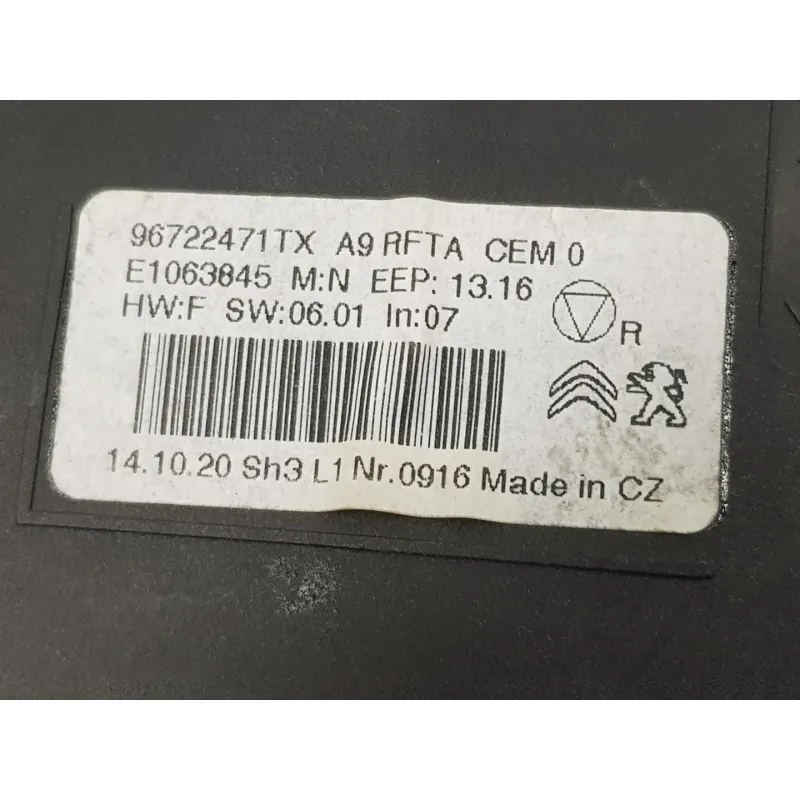 96722471TX A9 RFTA CEM 0
E1063845 M:N EEP: 13.16
HW:F SW:06.01 In:07
R
14.10.20 Sh3 L1 Nr.0916 Made in CZ